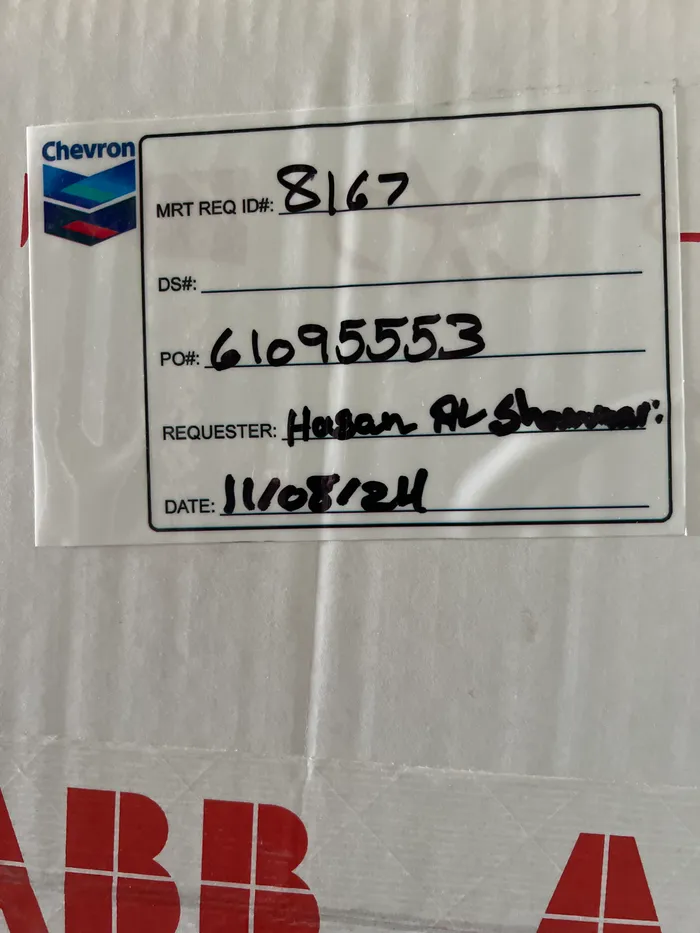 Chevron
MRT REQ ID#: 8167
DS#:
PO#: 61095553
REQUESTER: Hasan AL Shammari
DATE: 11/08/24
ABB
A